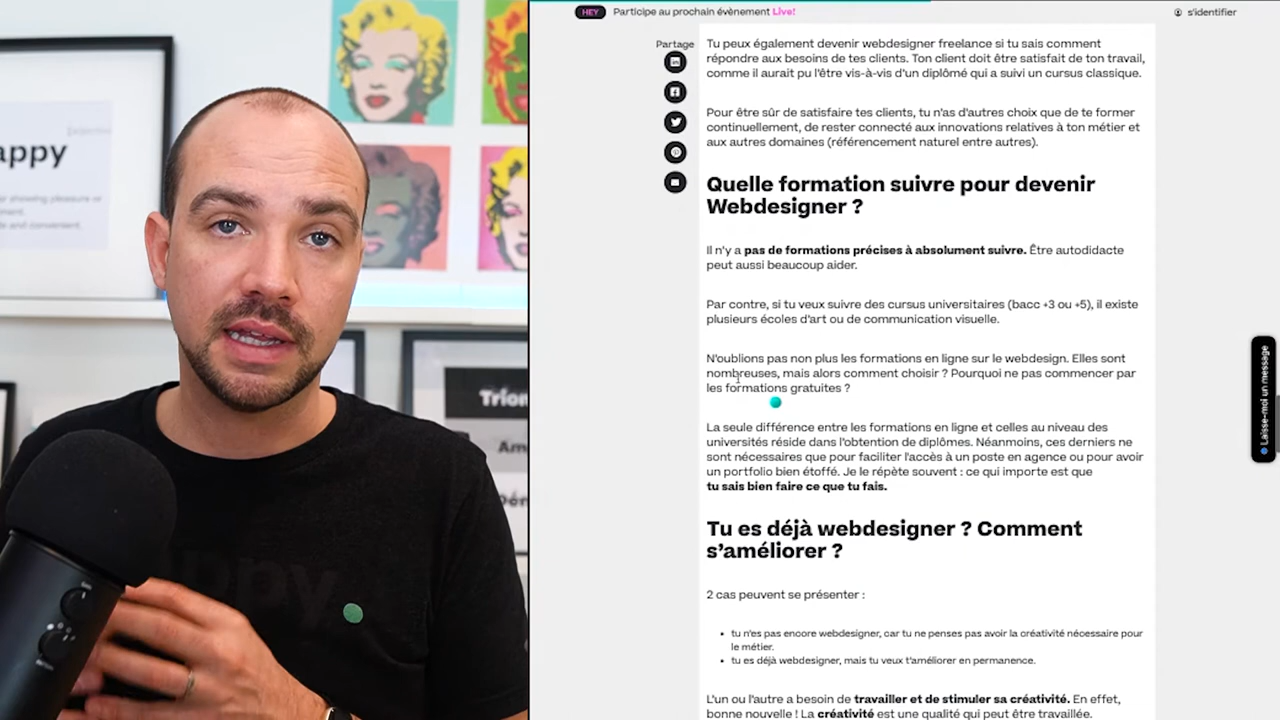 appy
HEY Participe au prochain évènement Live!
s'identifier
Partage
Tu peux également devenir webdesigner freelance si tu sais comment
répondre aux besoins de tes clients. Ton client doit être satisfait de ton travail,
comme il aurait pu l'être vis-à-vis d'un diplômé qui a suivi un cursus classique.
Pour être sûr de satisfaire tes clients, tu n'as d'autres choix que de te former
continuellement, de rester connecté aux innovations relatives à ton métier et
aux autres domaines (référencement naturel entre autres).
Quelle formation suivre pour devenir
Webdesigner ?
Il n'y a pas de formations précises à absolument suivre. Être autodidacte
peut aussi beaucoup aider.
Par contre, si tu veux suivre des cursus universitaires (bacc +3 ou +5), il existe
plusieurs écoles d'art ou de communication visuelle.
N'oublions pas non plus les formations en ligne sur le webdesign. Elles sont
nombreuses, mais alors comment choisir ? Pourquoi ne pas commencer par
les formations gratuites ?
La seule différence entre les formations en ligne et celles au niveau des
universités réside dans l'obtention de diplômes. Néanmoins, ces derniers ne
sont nécessaires que pour faciliter l'accès à un poste en agence ou pour avoir
un portfolio bien étoffé. Je le répète souvent : ce qui importe est que
tu sais bien faire ce que tu fais.
Tu es déjà webdesigner ? Comment
s'améliorer ?
2 cas peuvent se présenter :
• tu n'es pas encore webdesigner, car tu ne penses pas avoir la créativité nécessaire pour
le métier.
• tu es déjà webdesigner, mais tu veux t'améliorer en permanence.
L'un ou l'autre a besoin de travailler et de stimuler sa créativité. En effet,
bonne nouvelle ! La créativité est une qualité qui peut être travaillée.
Laisse-moi un message